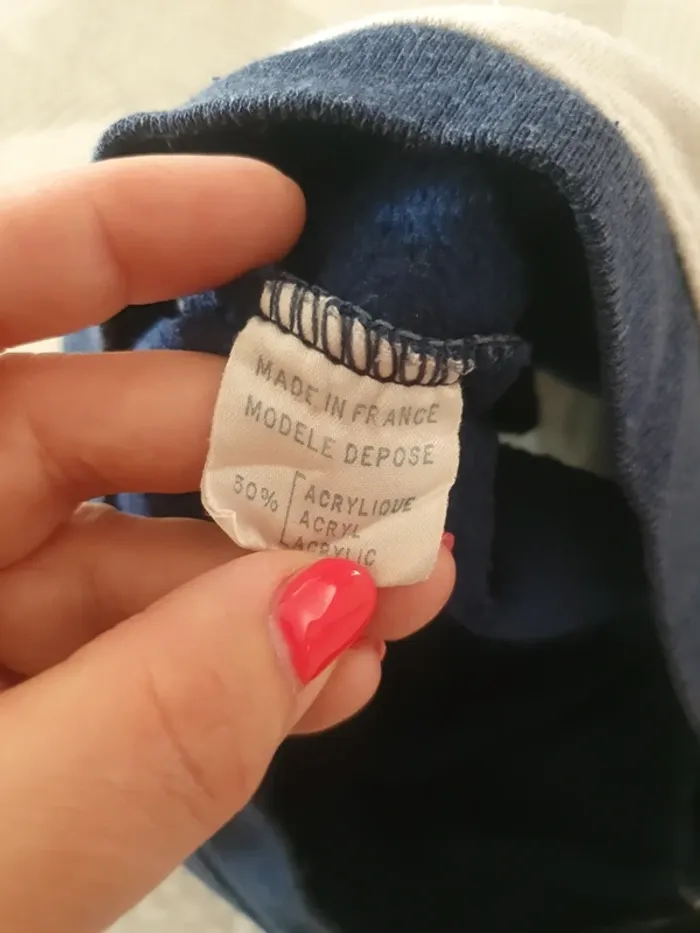 MADE IN FRANCE
MODELE DEPOSE
50% ACRYLIQUE
ACRYL
ACRYLIC